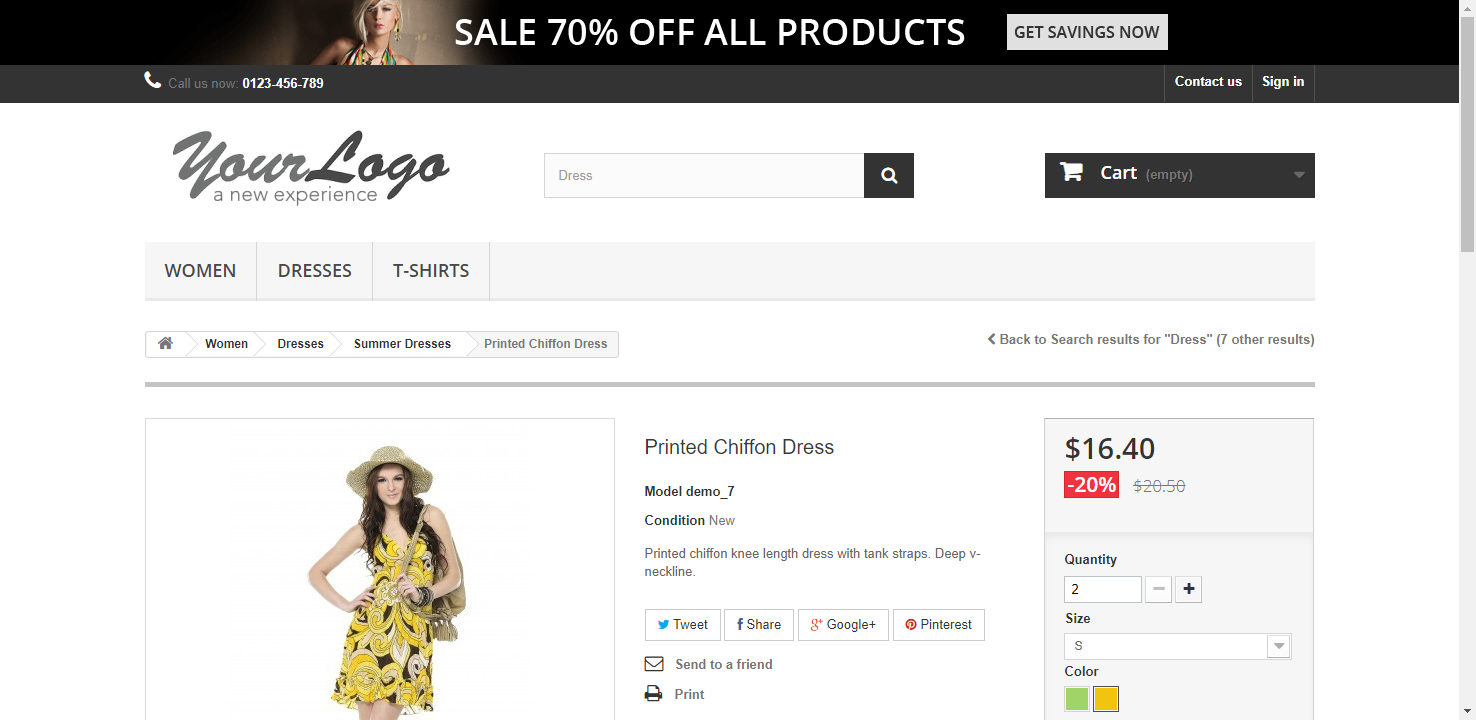 SALE 70% OFF ALL PRODUCTS GET SAVINGS NOW
Call us now: 0123-456-789 Contact us Sign in
YourLogo
a new experience
Dress
Cart (empty)
WOMEN DRESSES T-SHIRTS
Women Dresses Summer Dresses Printed Chiffon Dress
Back to Search results for "Dress" (7 other results)
Printed Chiffon Dress
Model demo_7
Condition New
Printed chiffon knee length dress with tank straps. Deep v-
neckline.
Tweet Share Google+ Pinterest
Send to a friend
Print
$16.40
-20% $20.50
Quantity
2
Size
S
Color